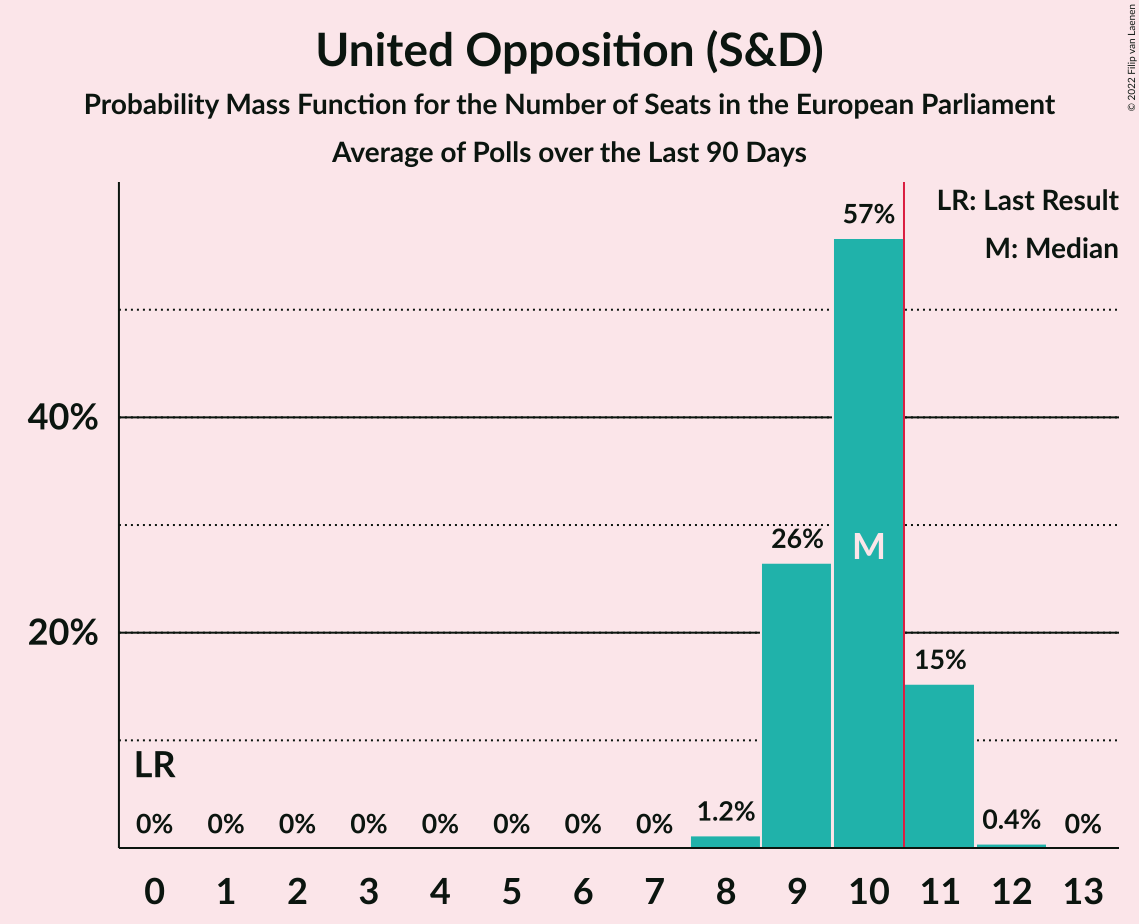 United Opposition (S&D)
Probability Mass Function for the Number of Seats in the European Parliament
Average of Polls over the Last 90 Days
© 2022 Filip van Laenen
LR: Last Result
M: Median
57%
40%
26%
M
20%
15%
LR
0% 0% 0% 0% 0% 0% 0% 0% 1.2% 0.4% 0%
0 1 2 3 4 5 6 7 8 9 10 11 12 13